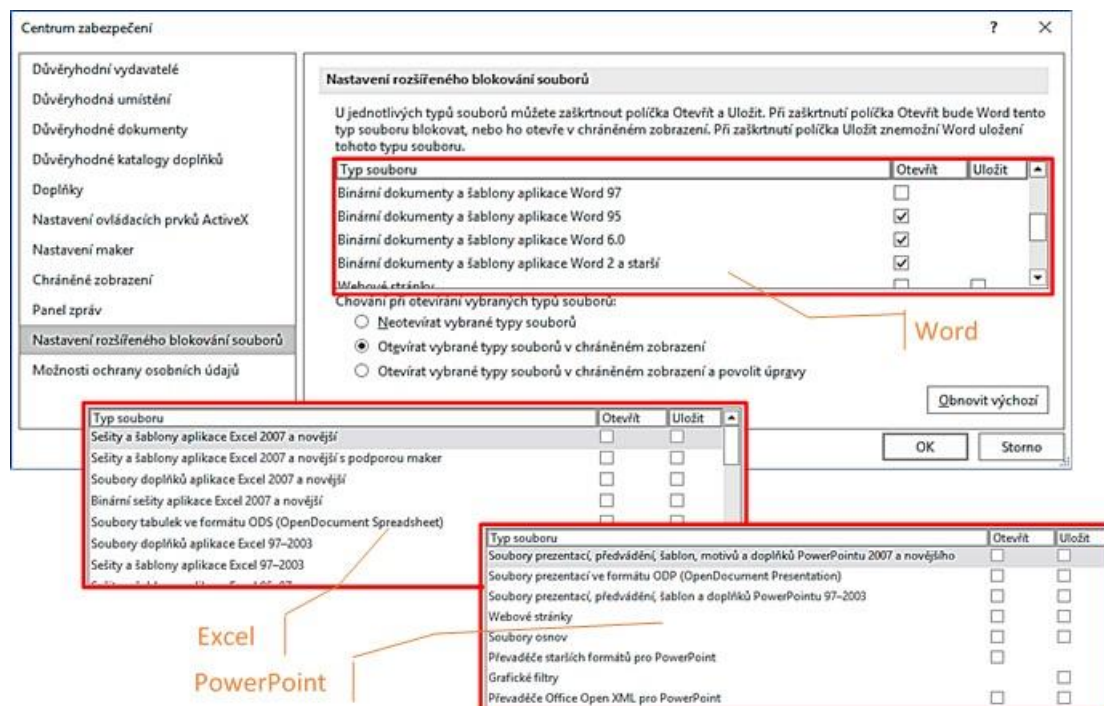 Centrum zabezpečení
Důvěryhodní vydavatelé
Důvěryhodná umístění
Důvěryhodné dokumenty
Důvěryhodné katalogy doplňků
Doplňky
Nastavení ovládacích prvků ActiveX
Nastavení maker
Chráněné zobrazení
Panel zpráv
Nastavení rozšířeného blokování souborů
Možnosti ochrany osobních údajů
Nastavení rozšířeného blokování souborů
U jednotlivých typů souborů můžete zaškrtnout políčka Otevřít a Uložit. Při zaškrtnutí políčka Otevřít bude Word tento
typ souboru blokovat, nebo ho otevře v chráněném zobrazení. Při zaškrtnutí políčka Uložit znemožní Word uložení
tohoto typu souboru.
Typ souboru Otevřít Uložit
Binární dokumenty a šablony aplikace Word 97
Binární dokumenty a šablony aplikace Word 95
Binární dokumenty a šablony aplikace Word 6.0
Binární dokumenty a šablony aplikace Word 2 a starší
Webové stránky
Chování při otevírání vybraných typů souborů:
Neotevírat vybrané typy souborů
Otevírat vybrané typy souborů v chráněném zobrazení
Otevírat vybrané typy souborů v chráněném zobrazení a povolit úpravy
Word
Obnovit výchozí
OK Storno
Typ souboru Otevřít Uložit
Sešity a šablony aplikace Excel 2007 a novější
Sešity a šablony aplikace Excel 2007 a novější s podporou maker
Soubory doplňků aplikace Excel 2007 a novější
Binární sešity aplikace Excel 2007 a novější
Soubory tabulek ve formátu ODS (OpenDocument Spreadsheet)
Soubory doplňků aplikace Excel 97–2003
Sešity a šablony aplikace Excel 97–2003
Excel
Typ souboru Otevřít Uložit
Soubory prezentací, předvádění, šablon, motivů a doplňků PowerPointu 2007 a novějšího
Soubory prezentací ve formátu ODP (OpenDocument Presentation)
Soubory prezentací, předvádění, šablon a doplňků PowerPointu 97–2003
Webové stránky
Soubory osnov
Převaděče starších formátů pro PowerPoint
Grafické filtry
Převaděče Office Open XML pro PowerPoint
PowerPoint